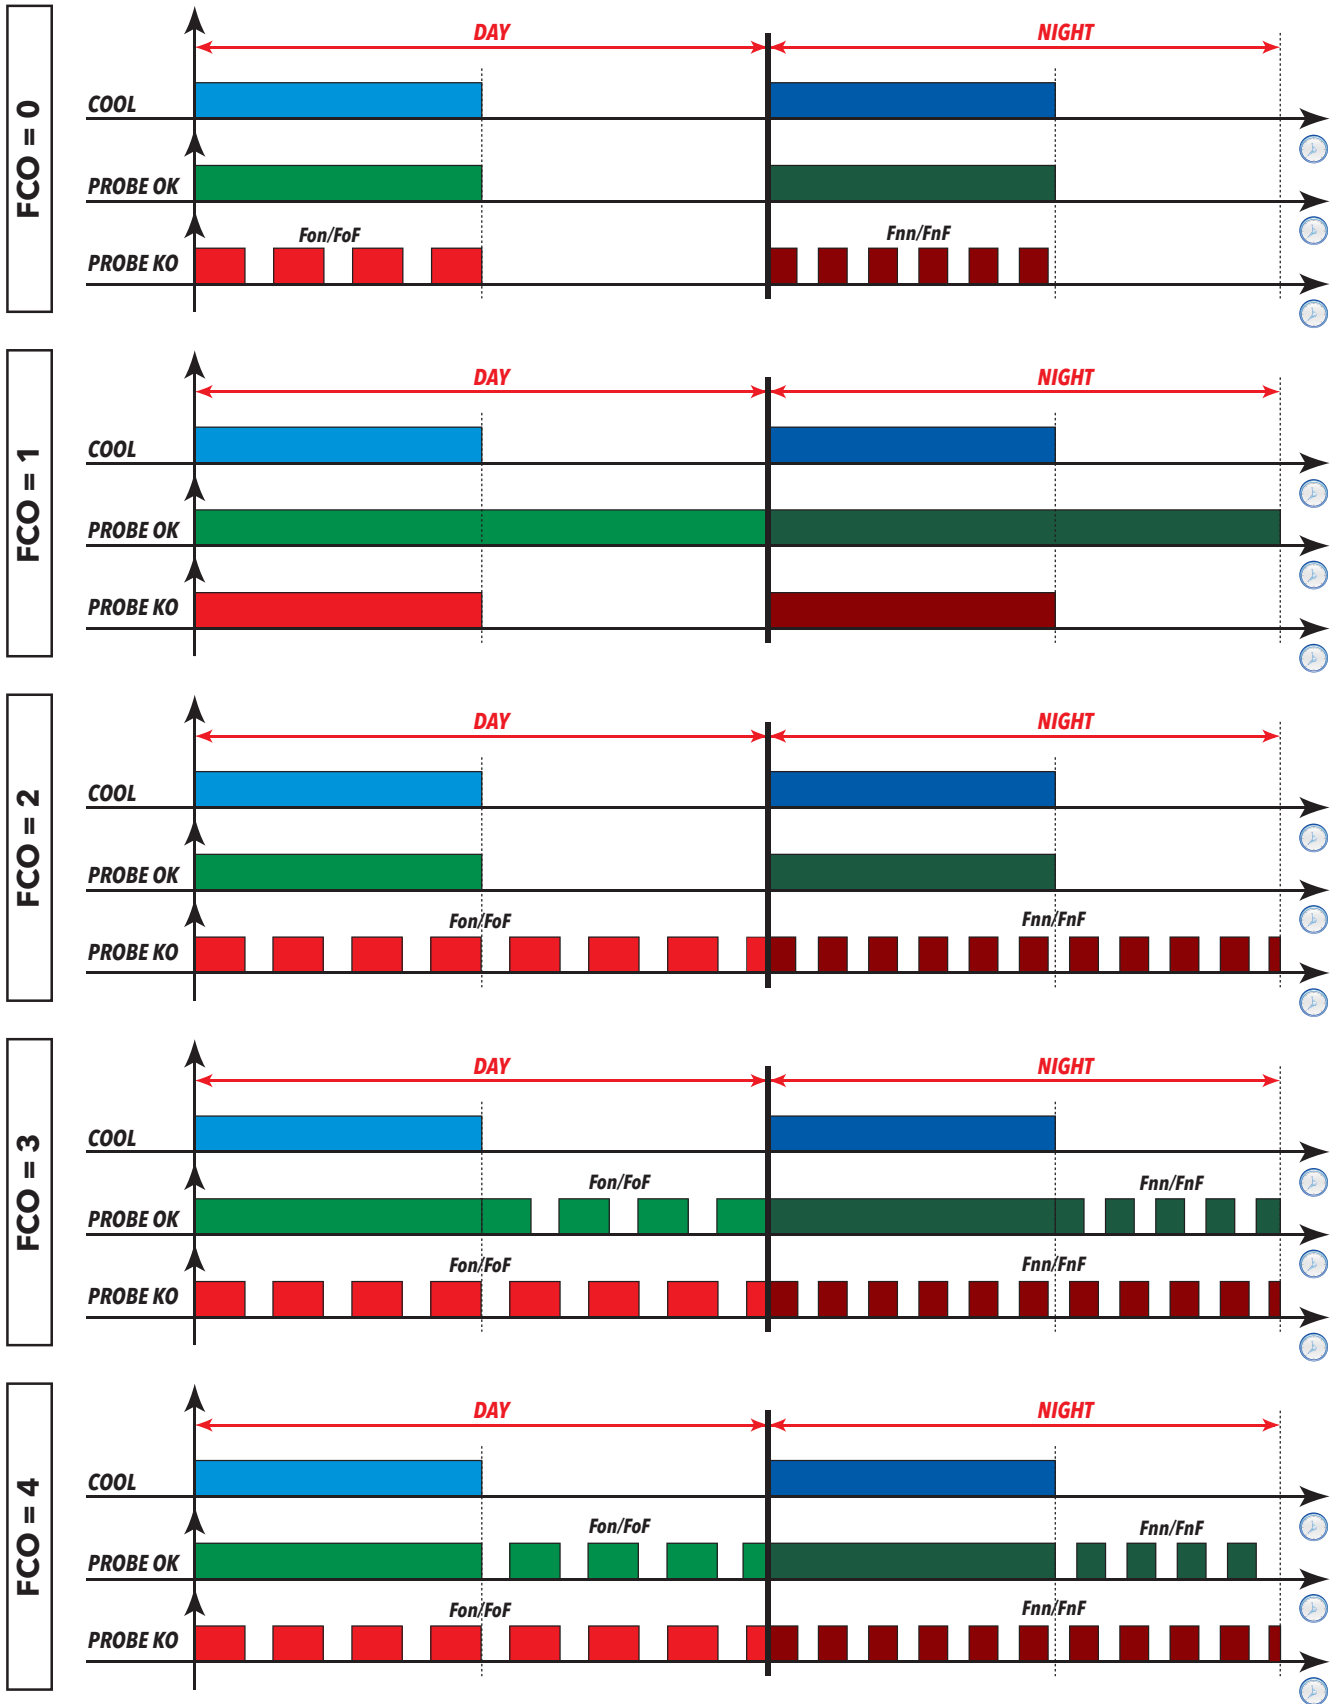 FCO = 0
DAY NIGHT
COOL
PROBE OK
Fon/FoF Fnn/FnF
PROBE KO
FCO = 1
DAY NIGHT
COOL
PROBE OK
PROBE KO
FCO = 2
DAY NIGHT
COOL
PROBE OK
Fon/FoF Fnn/FnF
PROBE KO
FCO = 3
DAY NIGHT
COOL
Fon/FoF Fnn/FnF
PROBE OK
Fon/FoF Fnn/FnF
PROBE KO
FCO = 4
DAY NIGHT
COOL
Fon/FoF Fnn/FnF
PROBE OK
Fon/FoF Fnn/FnF
PROBE KO